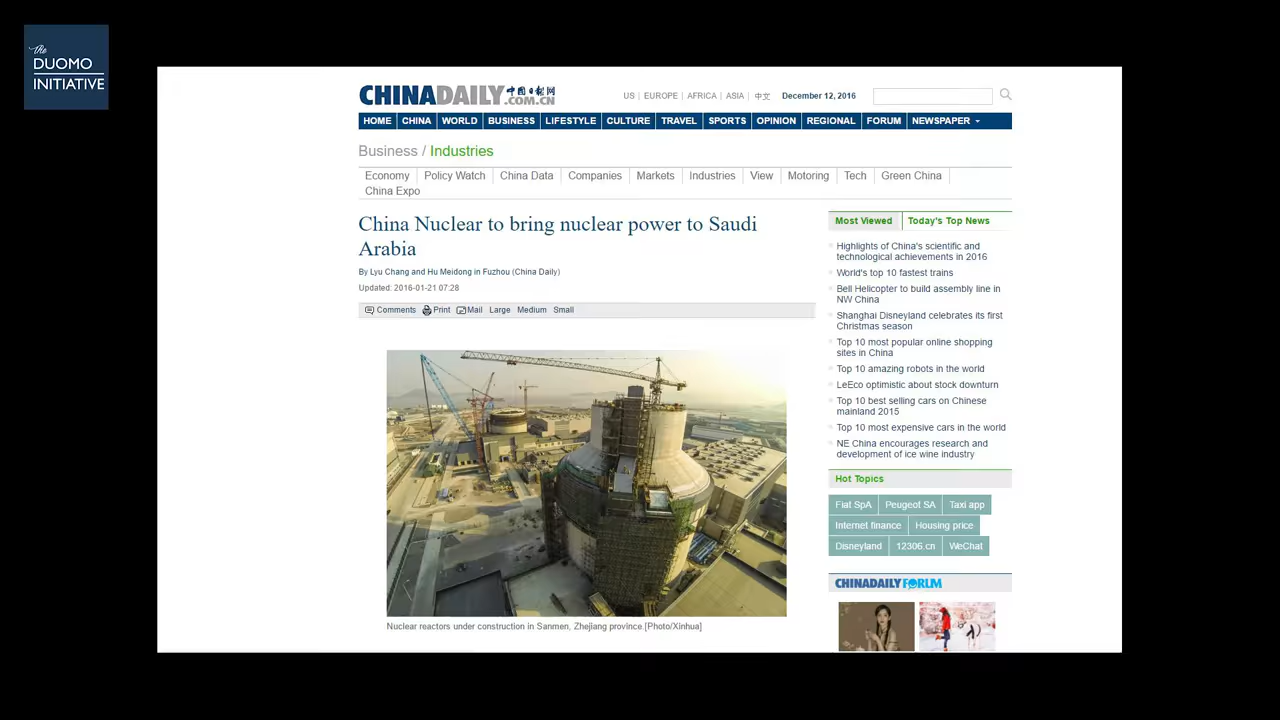 The
DUOMO
INITIATIVE
CHINADAILY.COM.CN 中国日报网
US | EUROPE | AFRICA | ASIA | 中文 December 12, 2016
HOME CHINA WORLD BUSINESS LIFESTYLE CULTURE TRAVEL SPORTS OPINION REGIONAL FORUM NEWSPAPER
Business / Industries
Economy Policy Watch China Data Companies Markets Industries View Motoring Tech Green China
China Expo
China Nuclear to bring nuclear power to Saudi
Arabia
By Lyu Chang and Hu Meidong in Fuzhou (China Daily)
Updated: 2016-01-21 07:28
Comments Print Mail Large Medium Small
Nuclear reactors under construction in Sanmen, Zhejiang province.[Photo/Xinhua]
Most Viewed Today's Top News
Highlights of China's scientific and
technological achievements in 2016
World's top 10 fastest trains
Bell Helicopter to build assembly line in
NW China
Shanghai Disneyland celebrates its first
Christmas season
Top 10 most popular online shopping
sites in China
Top 10 amazing robots in the world
LeEco optimistic about stock downturn
Top 10 best selling cars on Chinese
mainland 2015
Top 10 most expensive cars in the world
NE China encourages research and
development of ice wine industry
Hot Topics
Fiat SpA Peugeot SA Taxi app
Internet finance Housing price
Disneyland 12306.cn WeChat
CHINADAILY FORUM